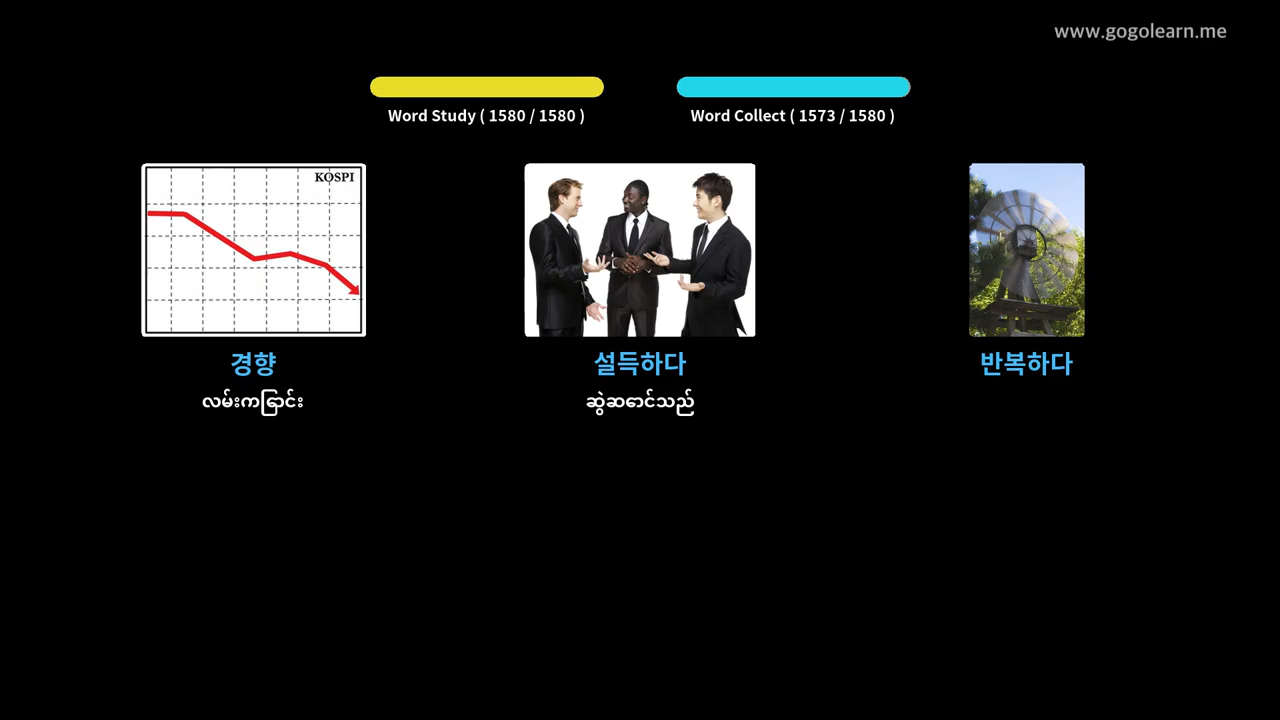 www.gogolearn.me
Word Study ( 1580 / 1580 )
Word Collect ( 1573 / 1580 )
KOSPI
경향
설득하다
반복하다
လမ်းကြောင်း
ဆွဲဆောင်သည်